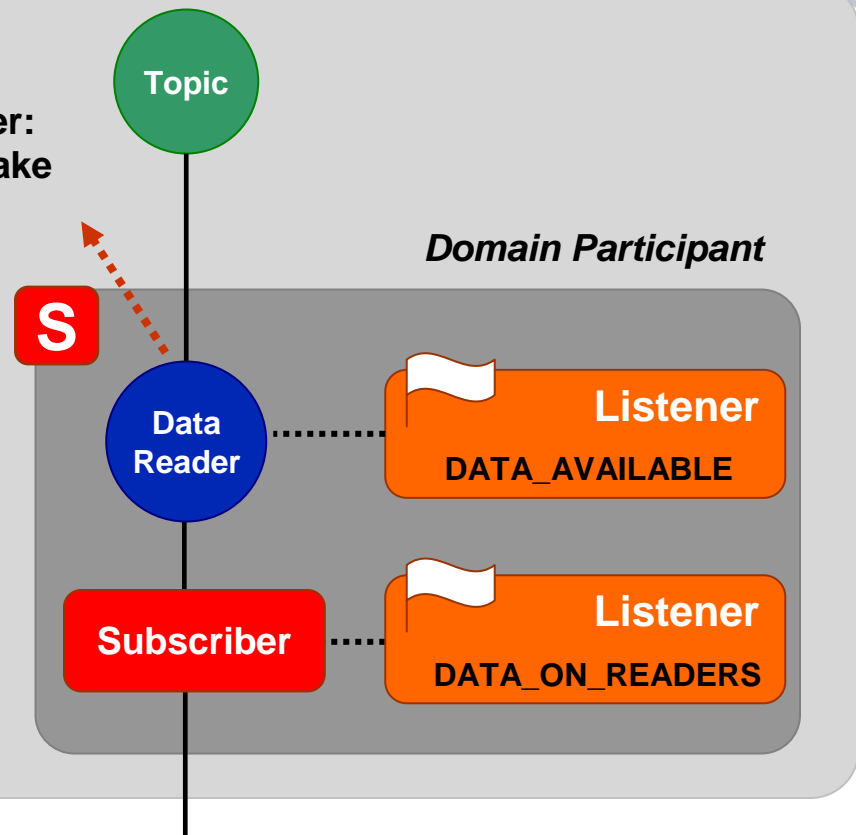 Topic
er:
ake
Domain Participant
S
Data
Reader
Listener
DATA_AVAILABLE
Subscriber
Listener
DATA_ON_READERS